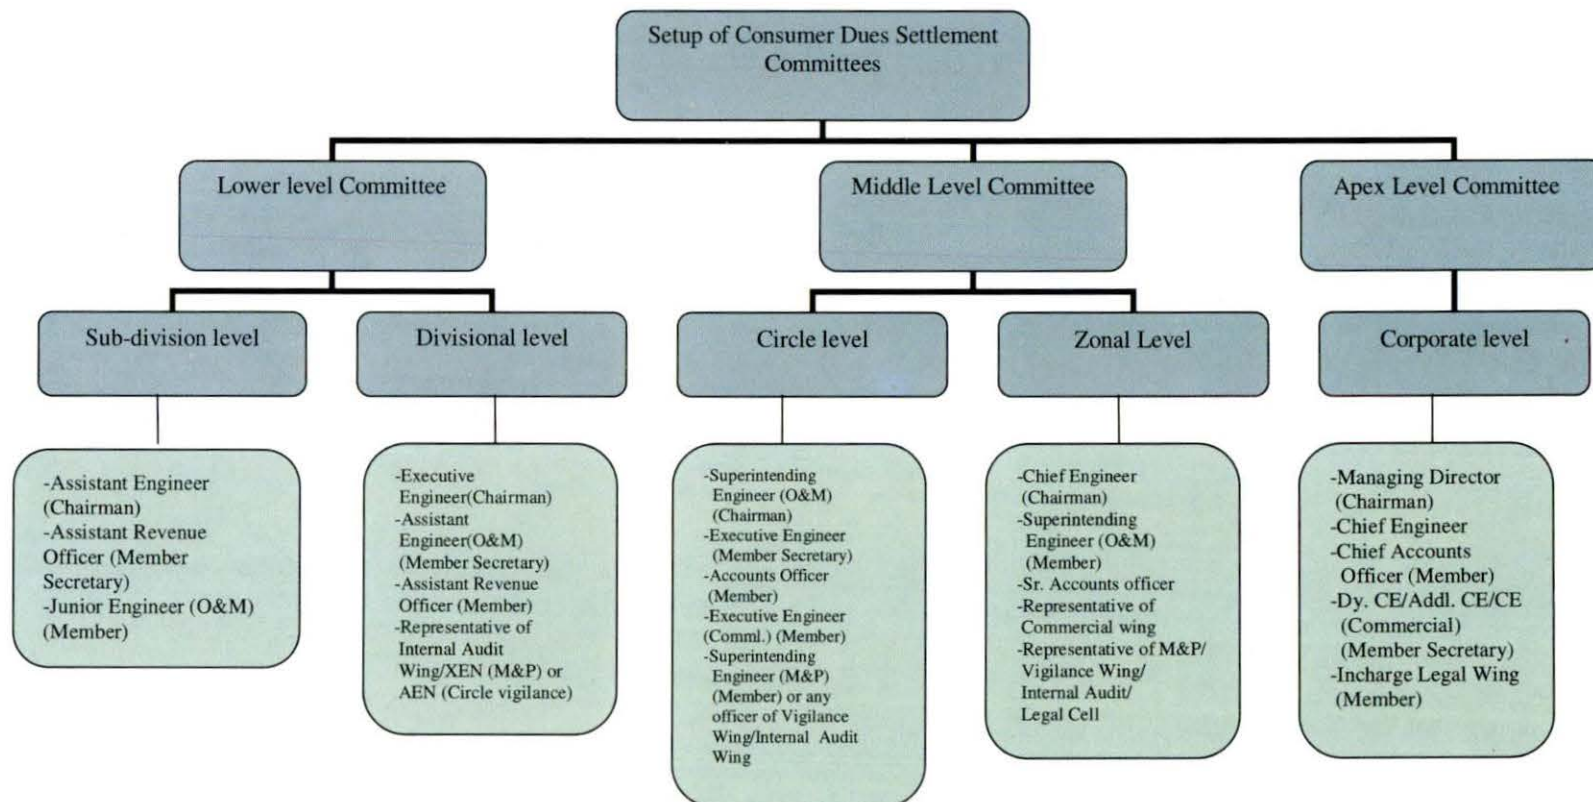 Setup of Consumer Dues Settlement
Committees
Lower level Committee
Middle Level Committee
Apex Level Committee
Sub-division level
Divisional level
Circle level
Zonal Level
Corporate level
-Assistant Engineer
(Chairman)
-Assistant Revenue
Officer (Member
Secretary)
-Junior Engineer (O&M)
(Member)
-Executive
Engineer(Chairman)
-Assistant
Engineer(O&M)
(Member Secretary)
-Assistant Revenue
Officer (Member)
-Representative of
Internal Audit
Wing/XEN (M&P) or
AEN (Circle vigilance)
-Superintending
Engineer (O&M)
(Chairman)
-Executive Engineer
(Member Secretary)
-Accounts Officer
(Member)
-Executive Engineer
(Comml.) (Member)
-Superintending
Engineer (M&P)
(Member) or any
officer of Vigilance
Wing/Internal Audit
Wing
-Chief Engineer
(Chairman)
-Superintending
Engineer (O&M)
(Member)
-Sr. Accounts officer
-Representative of
Commercial wing
-Representative of M&P/
Vigilance Wing/
Internal Audit/
Legal Cell
-Managing Director
(Chairman)
-Chief Engineer
-Chief Accounts
Officer (Member)
-Dy. CE/Addl. CE/CE
(Commercial)
(Member Secretary)
-Incharge Legal Wing
(Member)